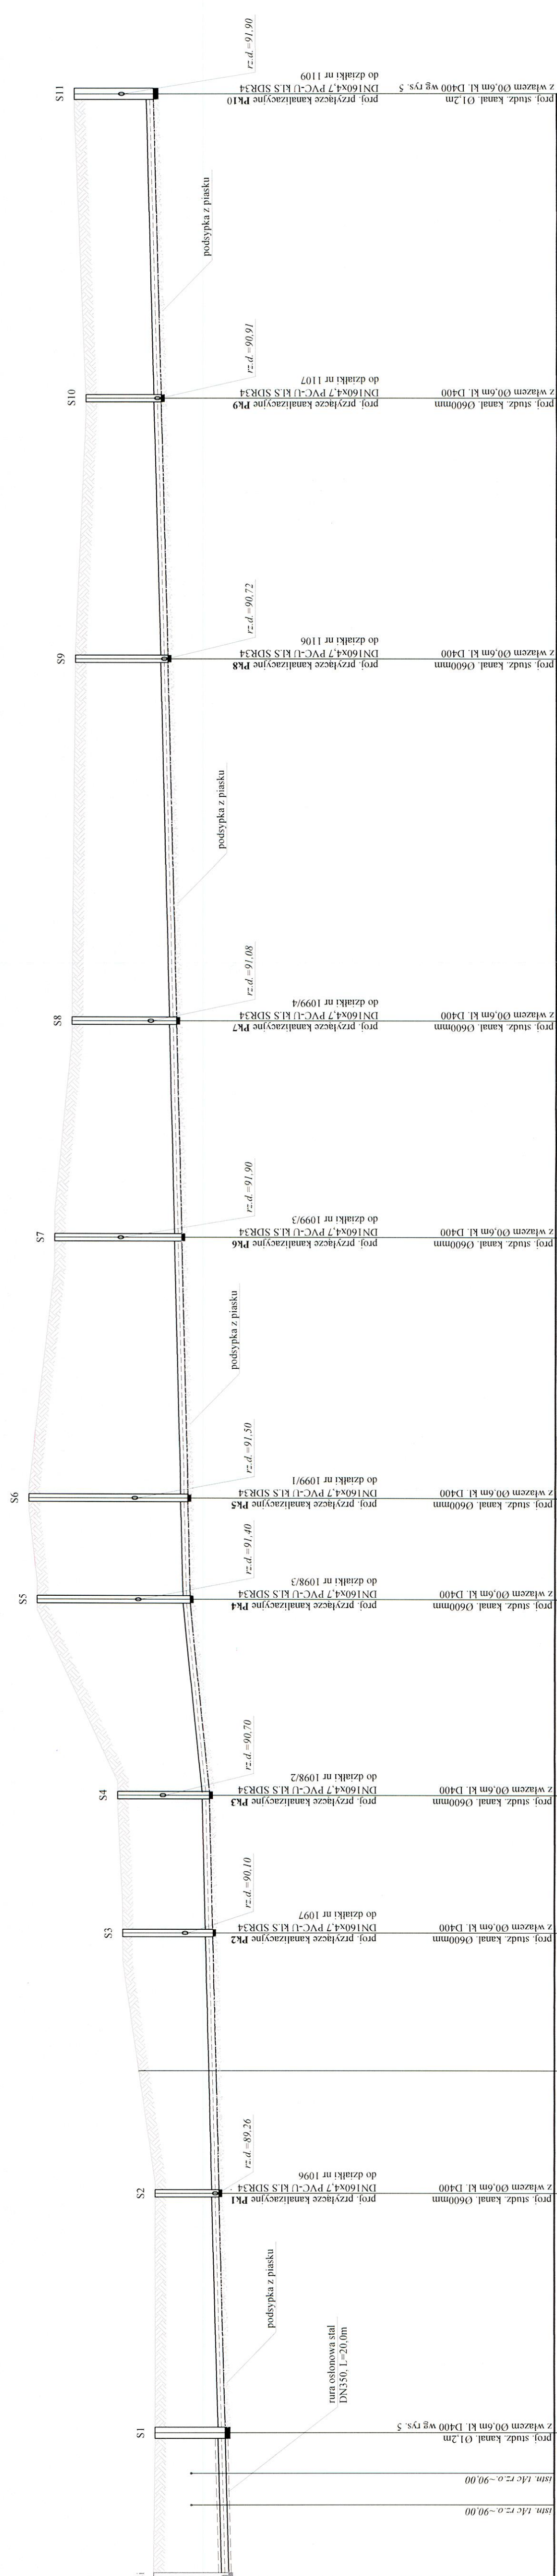 S11
rz.d.=91,90
proj. przyłącze kanalizacyjne Pk10
DN160x4,7 PVC-U kl.S SDR34
do działki nr 1109
proj. studz. kanal. Ø1,2m
z włazem Ø0,6m kl. D400 wg rys. 5
podsypka z piasku
S10
rz.d.=90,91
proj. przyłącze kanalizacyjne Pk9
DN160x4,7 PVC-U kl.S SDR34
do działki nr 1107
proj. studz. kanal. Ø600mm
z włazem Ø0,6m kl. D400
S9
rz.d.=90,72
proj. przyłącze kanalizacyjne Pk8
DN160x4,7 PVC-U kl.S SDR34
do działki nr 1106
proj. studz. kanal. Ø600mm
z włazem Ø0,6m kl. D400
podsypka z piasku
S8
rz.d.=91,08
proj. przyłącze kanalizacyjne Pk7
DN160x4,7 PVC-U kl.S SDR34
do działki nr 1099/4
proj. studz. kanal. Ø600mm
z włazem Ø0,6m kl. D400
S7
rz.d.=91,90
proj. przyłącze kanalizacyjne Pk6
DN160x4,7 PVC-U kl.S SDR34
do działki nr 1099/3
proj. studz. kanal. Ø600mm
z włazem Ø0,6m kl. D400
podsypka z piasku
S6
rz.d.=91,50
proj. przyłącze kanalizacyjne Pk5
DN160x4,7 PVC-U kl.S SDR34
do działki nr 1099/1
proj. studz. kanal. Ø600mm
z włazem Ø0,6m kl. D400
S5
rz.d.=91,40
proj. przyłącze kanalizacyjne Pk4
DN160x4,7 PVC-U kl.S SDR34
do działki nr 1098/3
proj. studz. kanal. Ø600mm
z włazem Ø0,6m kl. D400
S4
rz.d.=90,70
proj. przyłącze kanalizacyjne Pk3
DN160x4,7 PVC-U kl.S SDR34
do działki nr 1098/2
proj. studz. kanal. Ø600mm
z włazem Ø0,6m kl. D400
S3
rz.d.=90,10
proj. przyłącze kanalizacyjne Pk2
DN160x4,7 PVC-U kl.S SDR34
do działki nr 1097
proj. studz. kanal. Ø600mm
z włazem Ø0,6m kl. D400
S2
rz.d.=89,26
proj. przyłącze kanalizacyjne Pk1
DN160x4,7 PVC-U kl.S SDR34
do działki nr 1096
proj. studz. kanal. Ø600mm
z włazem Ø0,6m kl. D400
podsypka z piasku
rura osłonowa stal
DN350, L=20,0m
S1
proj. studz. kanal. Ø1,2m
z włazem Ø0,6m kl. D400 wg rys. 5
istn. t/tc rz.o.~90,00
istn. t/tc rz.o.~90,00